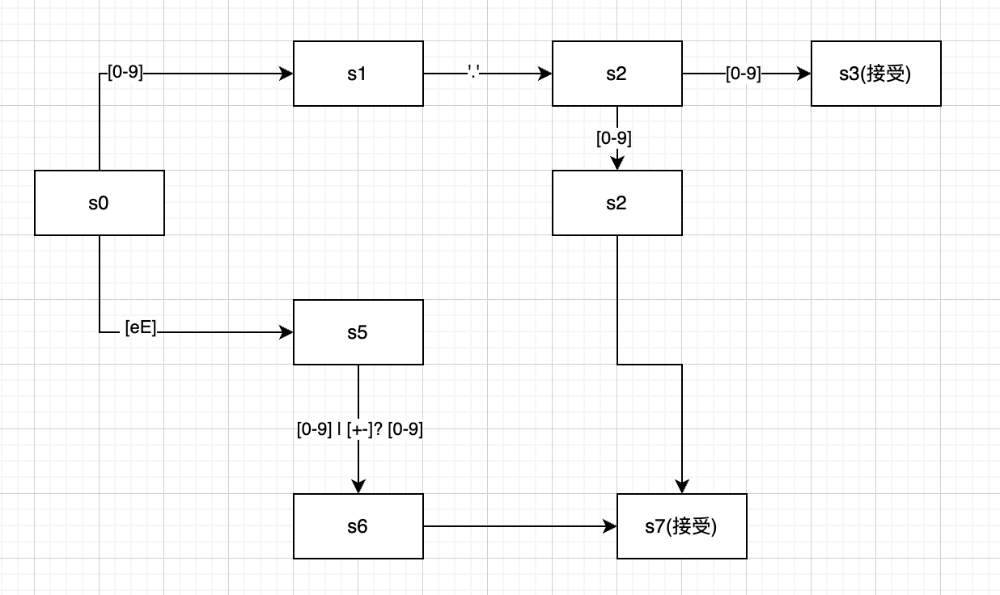 [0-9]
s1
'.'
s2
[0-9]
s3(接受)
[0-9]
s0
s2
[eE]
s5
[0-9] | [+-]? [0-9]
s6
s7(接受)